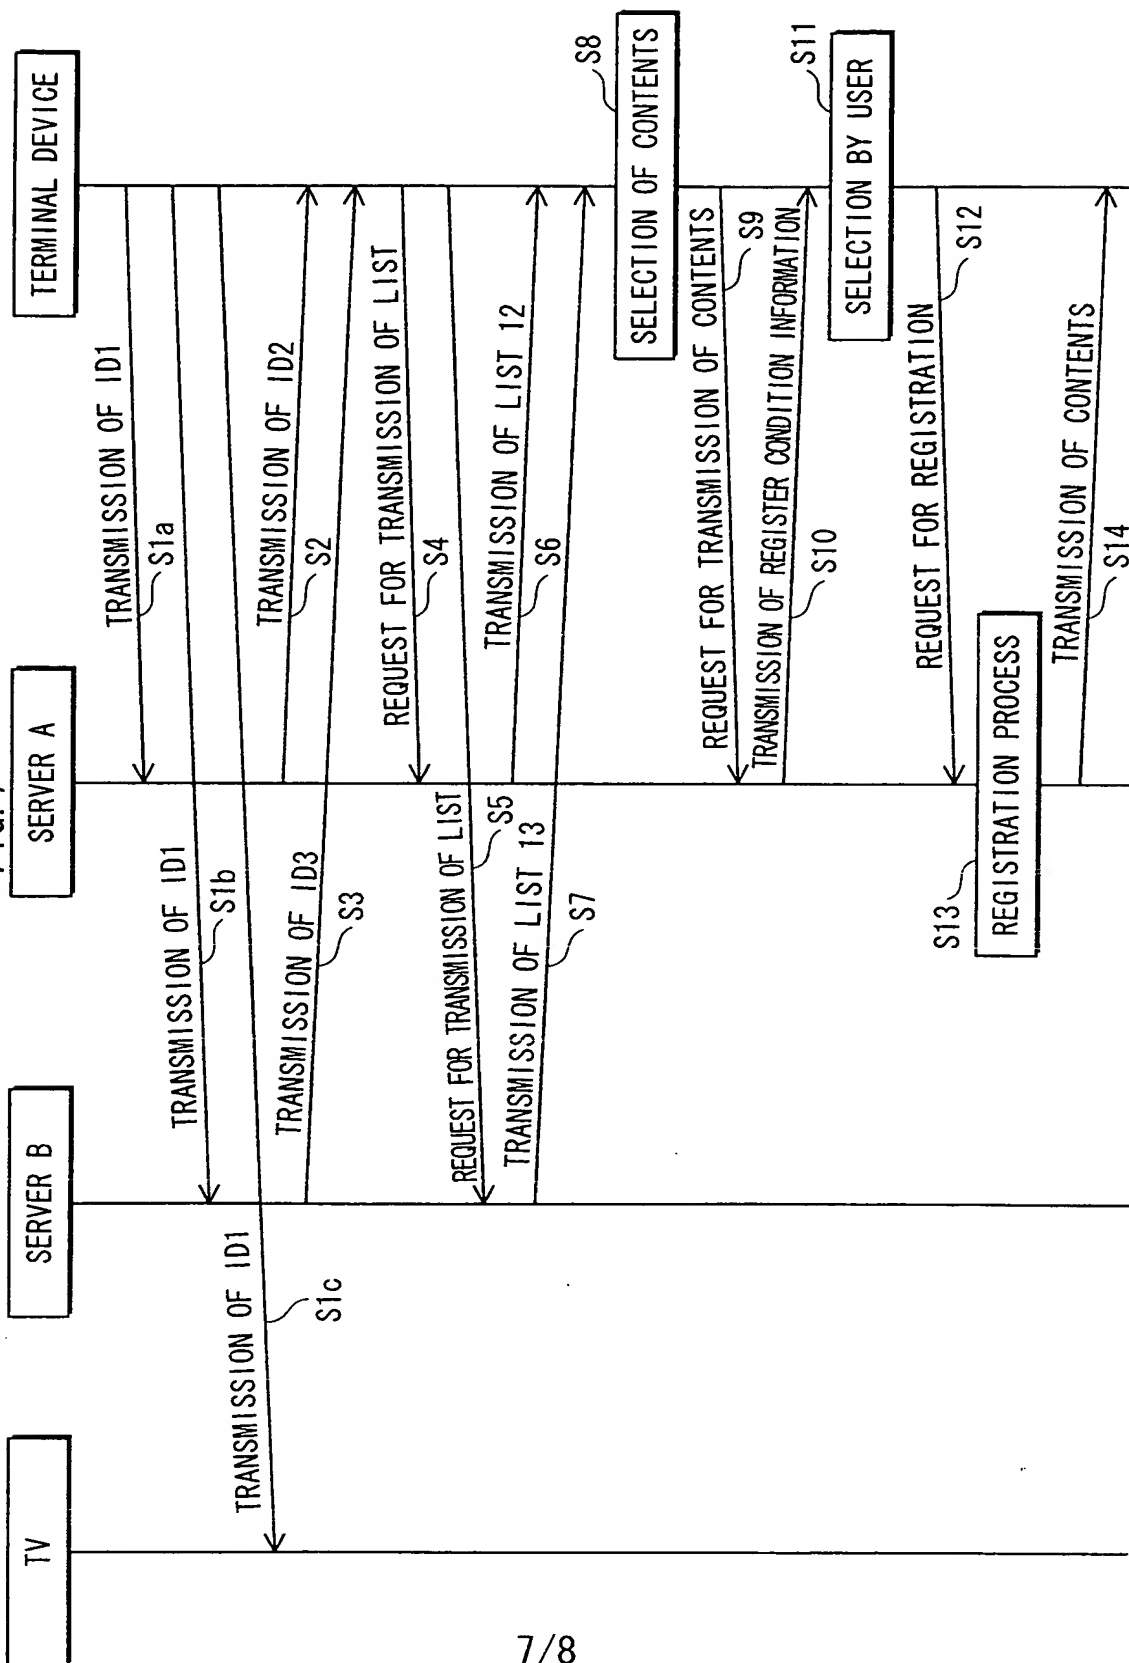 TV
SERVER B
SERVER A
TERMINAL DEVICE
TRANSMISSION OF ID1
S1a
TRANSMISSION OF ID1
S1b
TRANSMISSION OF ID1
S1c
TRANSMISSION OF ID2
S2
TRANSMISSION OF ID3
S3
REQUEST FOR TRANSMISSION OF LIST
S4
REQUEST FOR TRANSMISSION OF LIST
S5
TRANSMISSION OF LIST 12
S6
TRANSMISSION OF LIST 13
S7
S8
SELECTION OF CONTENTS
REQUEST FOR TRANSMISSION OF CONTENTS
S9
TRANSMISSION OF REGISTER CONDITION INFORMATION
S10
S11
SELECTION BY USER
REQUEST FOR REGISTRATION
S12
S13
REGISTRATION PROCESS
TRANSMISSION OF CONTENTS
S14
7/8